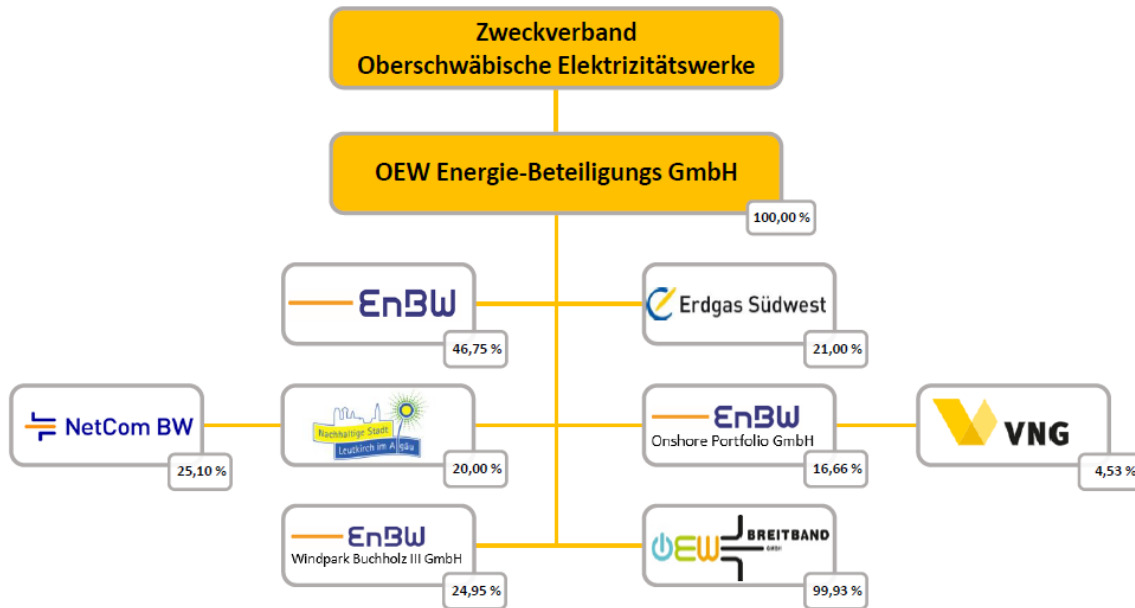 Zweckverband
Oberschwäbische Elektrizitätswerke
OEW Energie-Beteiligungs GmbH
100,00 %
EnBW
46,75 %
Erdgas Südwest
21,00 %
NetCom BW
25,10 %
Nachhaltige Stadt
Leutkirch im Allgäu
20,00 %
EnBW
Onshore Portfolio GmbH
16,66 %
VNG
4,53 %
EnBW
Windpark Buchholz III GmbH
24,95 %
OEW BREITBAND
GMBH
99,93 %